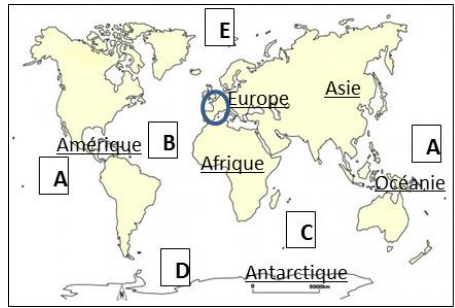 E
Europe
Asie
Amérique
B
Afrique
A
A
Océanie
C
D
Antarctique